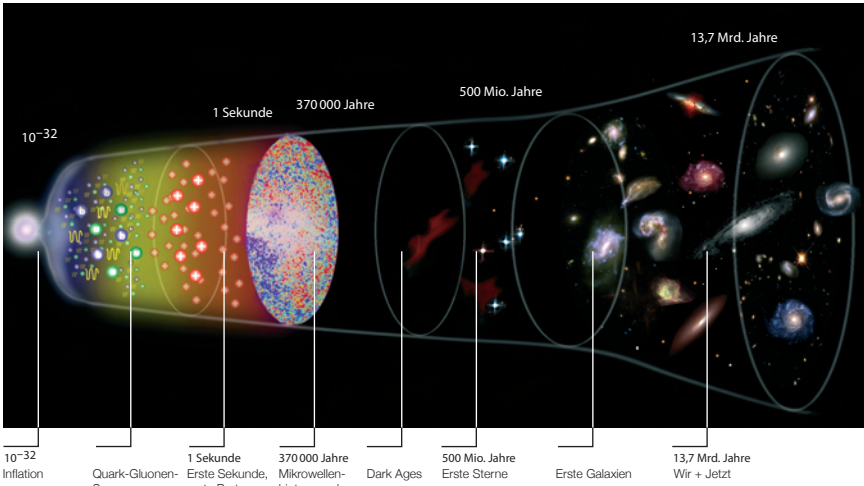 13,7 Mrd. Jahre
500 Mio. Jahre
370 000 Jahre
1 Sekunde
10⁻³²
b
b
10⁻³²
1 Sekunde
370 000 Jahre
500 Mio. Jahre
13,7 Mrd. Jahre
Inflation
Quark-Gluonen-
Erste Sekunde,
Mikrowellen-
Dark Ages
Erste Sterne
Erste Galaxien
Wir + Jetzt